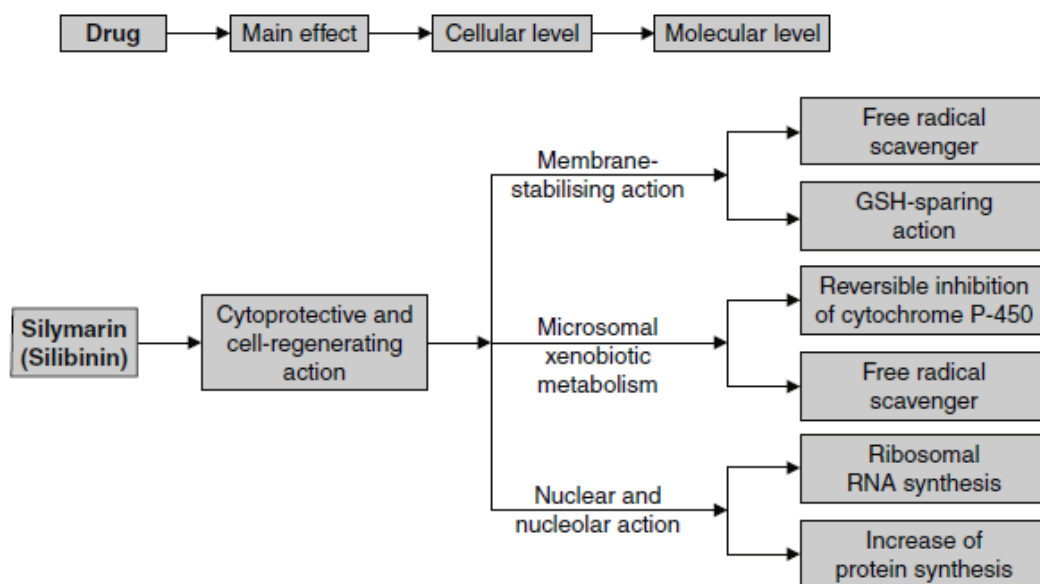 Drug
Main effect
Cellular level
Molecular level
Free radical
scavenger
Membrane-
stabilising action
GSH-sparing
action
Reversible inhibition
of cytochrome P-450
Silymarin
(Silibinin)
Cytoprotective and
cell-regenerating
action
Microsomal
xenobiotic
metabolism
Free radical
scavenger
Ribosomal
RNA synthesis
Nuclear and
nucleolar action
Increase of
protein synthesis